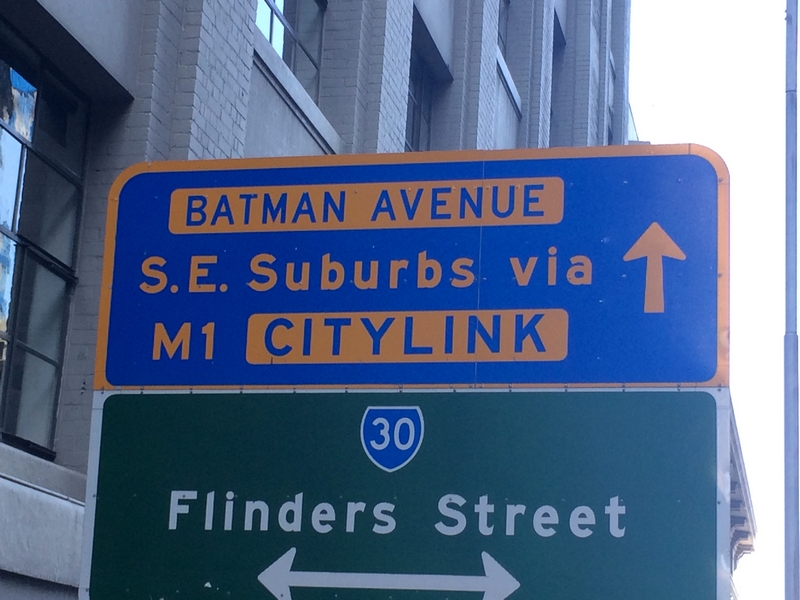 BATMAN AVENUE
S.E. Suburbs via
M1 CITYLINK
30
Flinders Street